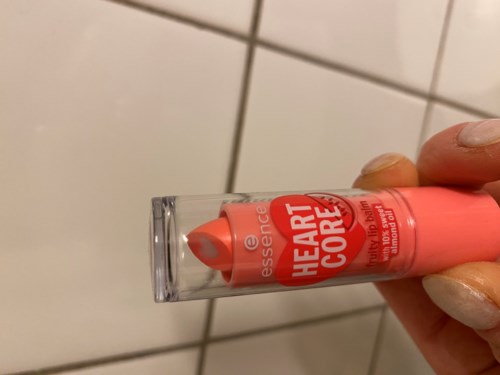 essence
HEART
CORE
fruity lip balm
with 10% sweet
almond oil